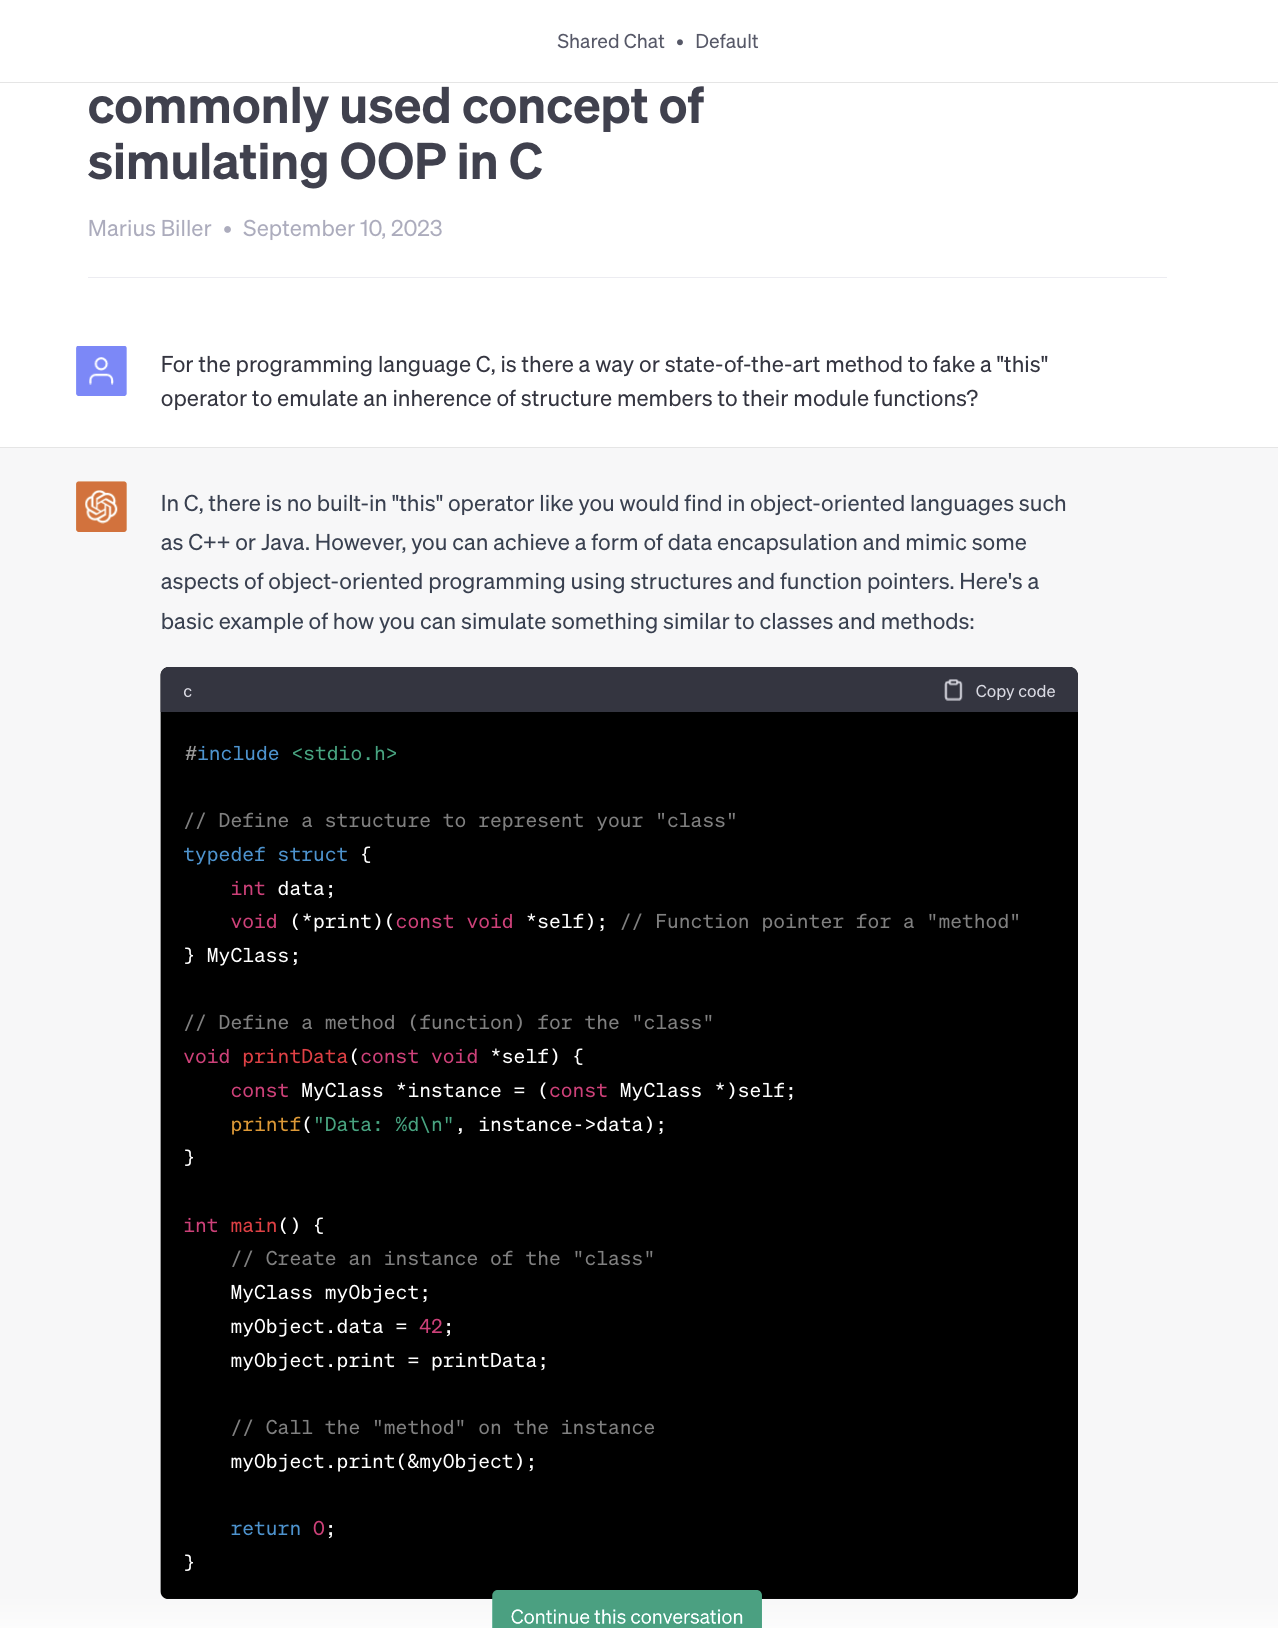 Shared Chat • Default
commonly used concept of
simulating OOP in C
Marius Biller • September 10, 2023
For the programming language C, is there a way or state-of-the-art method to fake a "this"
operator to emulate an inherence of structure members to their module functions?
In C, there is no built-in "this" operator like you would find in object-oriented languages such
as C++ or Java. However, you can achieve a form of data encapsulation and mimic some
aspects of object-oriented programming using structures and function pointers. Here's a
basic example of how you can simulate something similar to classes and methods:
c Copy code
#include <stdio.h>
// Define a structure to represent your "class"
typedef struct {
    int data;
    void (*print)(const void *self); // Function pointer for a "method"
} MyClass;
// Define a method (function) for the "class"
void printData(const void *self) {
    const MyClass *instance = (const MyClass *)self;
    printf("Data: %d\n", instance->data);
}
int main() {
    // Create an instance of the "class"
    MyClass myObject;
    myObject.data = 42;
    myObject.print = printData;
    // Call the "method" on the instance
    myObject.print(&myObject);
    return 0;
}
Continue this conversation